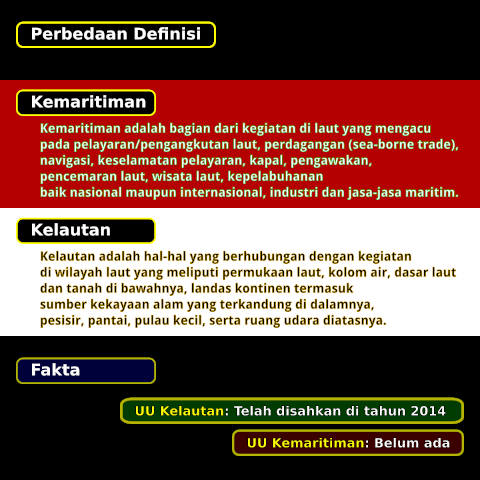 Perbedaan Definisi
Kemaritiman
Kemaritiman adalah bagian dari kegiatan di laut yang mengacu
pada pelayaran/pengangkutan laut, perdagangan (sea-borne trade),
navigasi, keselamatan pelayaran, kapal, pengawakan,
pencemaran laut, wisata laut, kepelabuhanan
baik nasional maupun internasional, industri dan jasa-jasa maritim.
Kelautan
Kelautan adalah hal-hal yang berhubungan dengan kegiatan
di wilayah laut yang meliputi permukaan laut, kolom air, dasar laut
dan tanah di bawahnya, landas kontinen termasuk
sumber kekayaan alam yang terkandung di dalamnya,
pesisir, pantai, pulau kecil, serta ruang udara diatasnya.
Fakta
UU Kelautan: Telah disahkan di tahun 2014
UU Kemaritiman: Belum ada